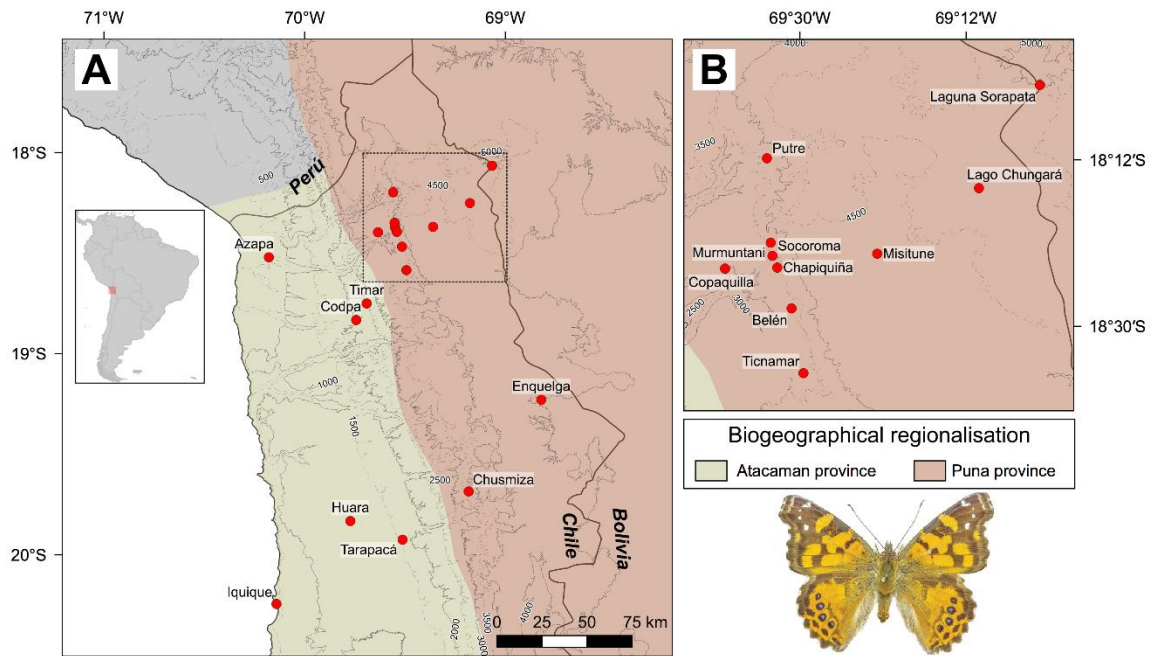 71°W
70°W
69°W
A
18°S
19°S
20°S
Perú
500
5000
4500
Azapa
Timar
Codpa
1000
1500
Enquelga
2500
Chusmiza
Huara
Tarapacá
Chile
Bolivia
Iquique
2000
3000
3500
4000
0 25 50 75 km
69°30′S
69°12′S
B
4000
5000
Laguna Sorapata
3500
Putre
18°12′S
Lago Chungará
4500
Socoroma
Murmuntani
Misitune
Chapiquiña
Copaquilla
2500
3000
Belén
18°30′S
Ticnamar
Biogeographical regionalisation
Atacaman province
Puna province